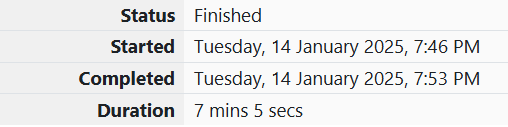 Status Finished
Started Tuesday, 14 January 2025, 7:46 PM
Completed Tuesday, 14 January 2025, 7:53 PM
Duration 7 mins 5 secs